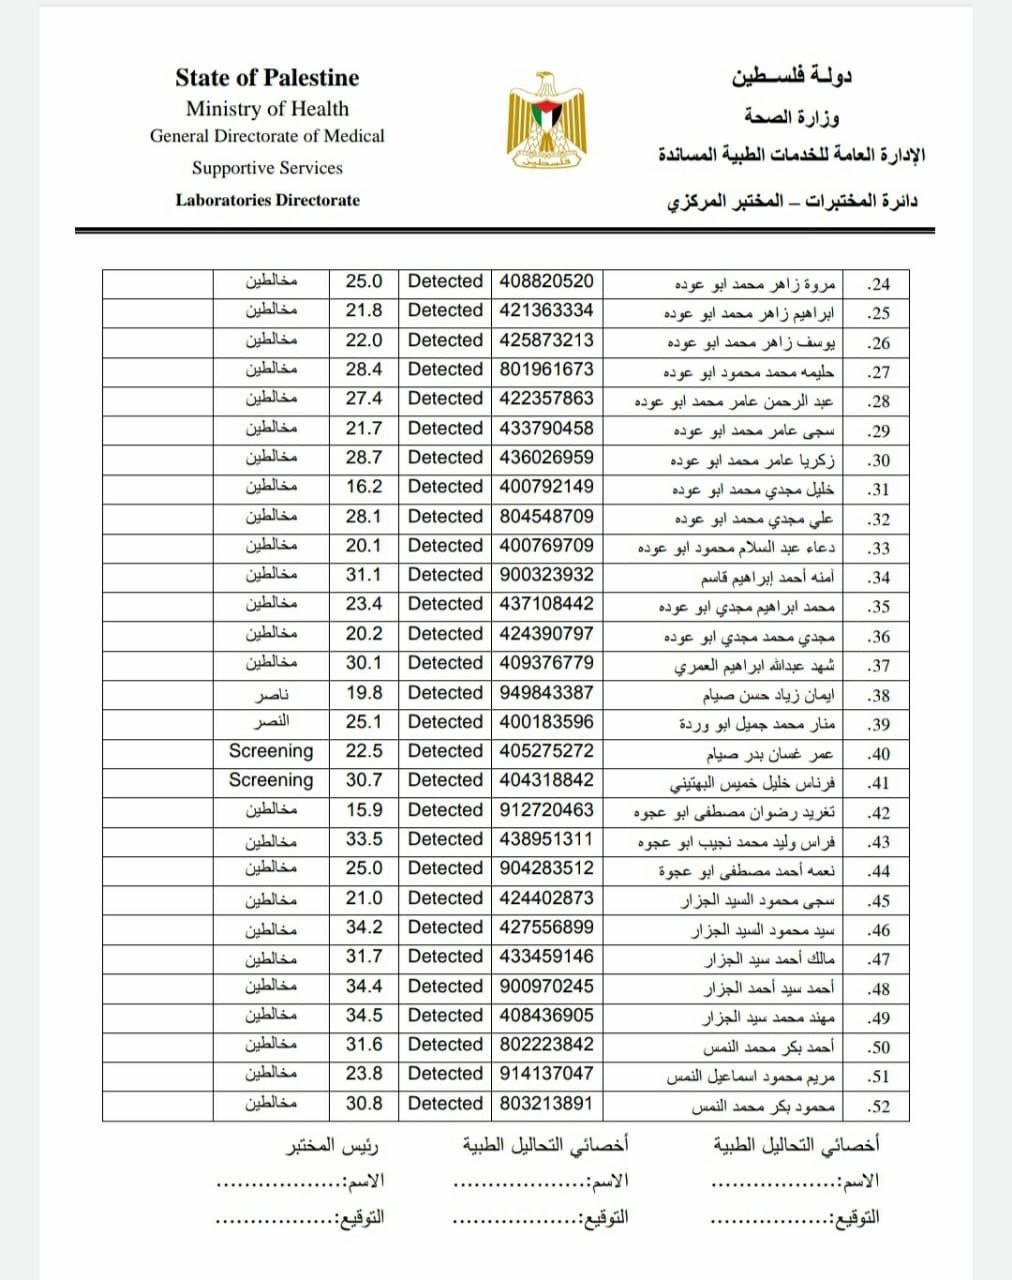 State of Palestine
Ministry of Health
General Directorate of Medical
Supportive Services
Laboratories Directorate
دولة فلسطين
وزارة الصحة
الإدارة العامة للخدمات الطبية المساندة
دائرة المختبرات – المختبر المركزي
فلسطين
24. مروة زاهر محمد ابو عوده 408820520 Detected 25.0 مخالطين
25. ابراهيم زاهر محمد ابو عوده 421363334 Detected 21.8 مخالطين
26. يوسف زاهر محمد ابو عوده 425873213 Detected 22.0 مخالطين
27. حليمه محمد محمود ابو عوده 801961673 Detected 28.4 مخالطين
28. عبد الرحمن عامر محمد ابو عوده 422357863 Detected 27.4 مخالطين
29. سجى عامر محمد ابو عوده 433790458 Detected 21.7 مخالطين
30. زكريا عامر محمد ابو عوده 436026959 Detected 28.7 مخالطين
31. خليل مجدي محمد ابو عوده 400792149 Detected 16.2 مخالطين
32. علي مجدي محمد ابو عوده 804548709 Detected 28.1 مخالطين
33. دعاء عبد السلام محمود ابو عوده 400769709 Detected 20.1 مخالطين
34. آمنه أحمد إبراهيم قاسم 900323932 Detected 31.1 مخالطين
35. محمد ابراهيم مجدي ابو عوده 437108442 Detected 23.4 مخالطين
36. مجدي محمد مجدي ابو عوده 424390797 Detected 20.2 مخالطين
37. شهد عبدالله ابراهيم العمري 409376779 Detected 30.1 مخالطين
38. ايمان زياد حسن صيام 949843387 Detected 19.8 ناصر
39. منار محمد جميل ابو وردة 400183596 Detected 25.1 النصر
40. عمر غسان بدر صيام 405275272 Detected 22.5 Screening
41. فرناس خليل خميس البهتيني 404318842 Detected 30.7 Screening
42. تغريد رضوان مصطفى ابو عجوه 912720463 Detected 15.9 مخالطين
43. فراس وليد محمد نجيب ابو عجوه 438951311 Detected 33.5 مخالطين
44. نعمه أحمد مصطفى ابو عجوة 904283512 Detected 25.0 مخالطين
45. سجى محمود السيد الجزار 424402873 Detected 21.0 مخالطين
46. سيد محمود السيد الجزار 427556899 Detected 34.2 مخالطين
47. مالك أحمد سيد الجزار 433459146 Detected 31.7 مخالطين
48. أحمد سيد أحمد الجزار 900970245 Detected 34.4 مخالطين
49. مهند محمد سيد الجزار 408436905 Detected 34.5 مخالطين
50. أحمد بكر محمد النمس 802223842 Detected 31.6 مخالطين
51. مريم محمود اسماعيل النمس 914137047 Detected 23.8 مخالطين
52. محمود بكر محمد النمس 803213891 Detected 30.8 مخالطين
أخصائي التحاليل الطبية أخصائي التحاليل الطبية رئيس المختبر
الاسم:.................. الاسم:.................. الاسم:..................
التوقيع:................. التوقيع:................. التوقيع:.................